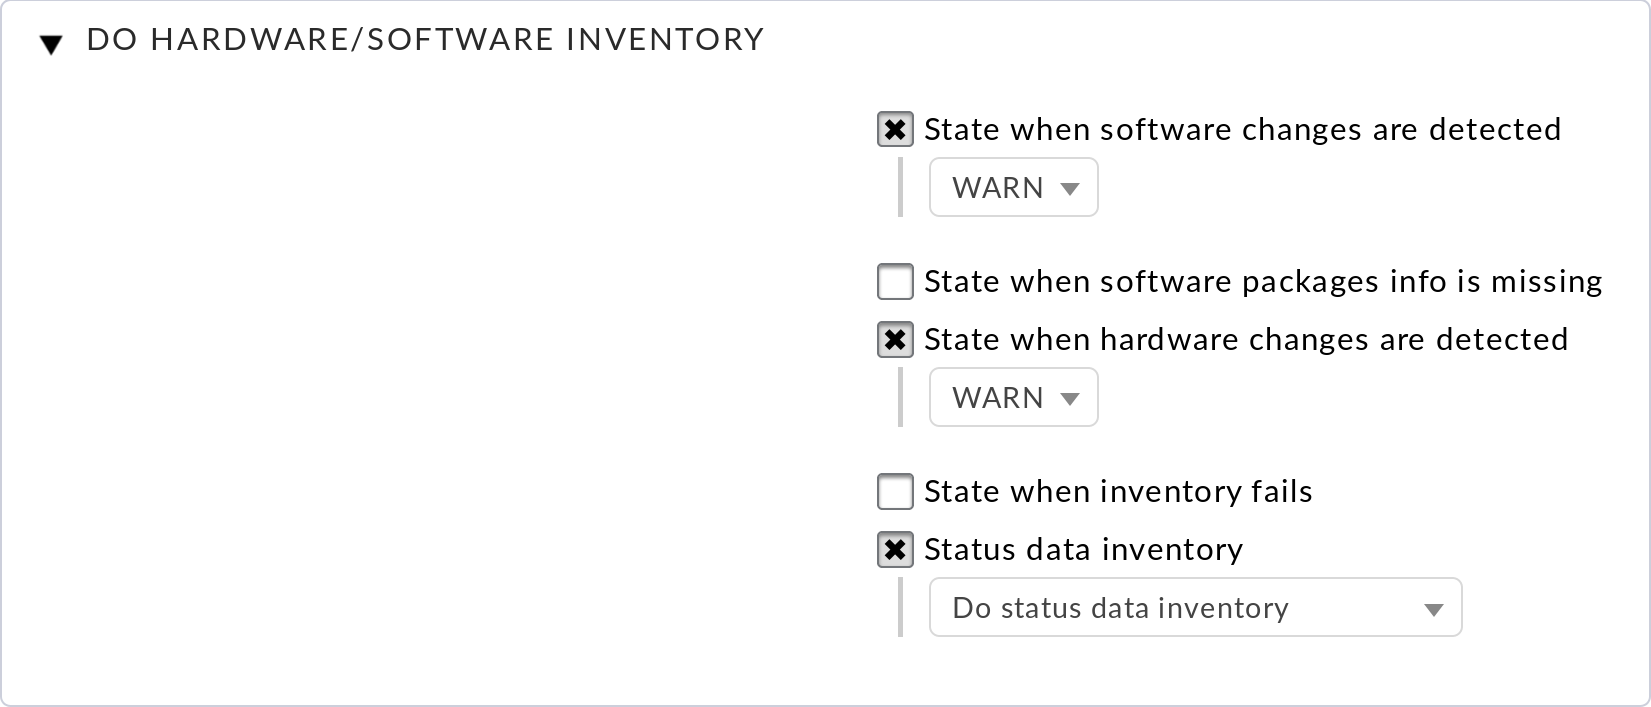 DO HARDWARE/SOFTWARE INVENTORY
State when software changes are detected
WARN
State when software packages info is missing
State when hardware changes are detected
WARN
State when inventory fails
Status data inventory
Do status data inventory